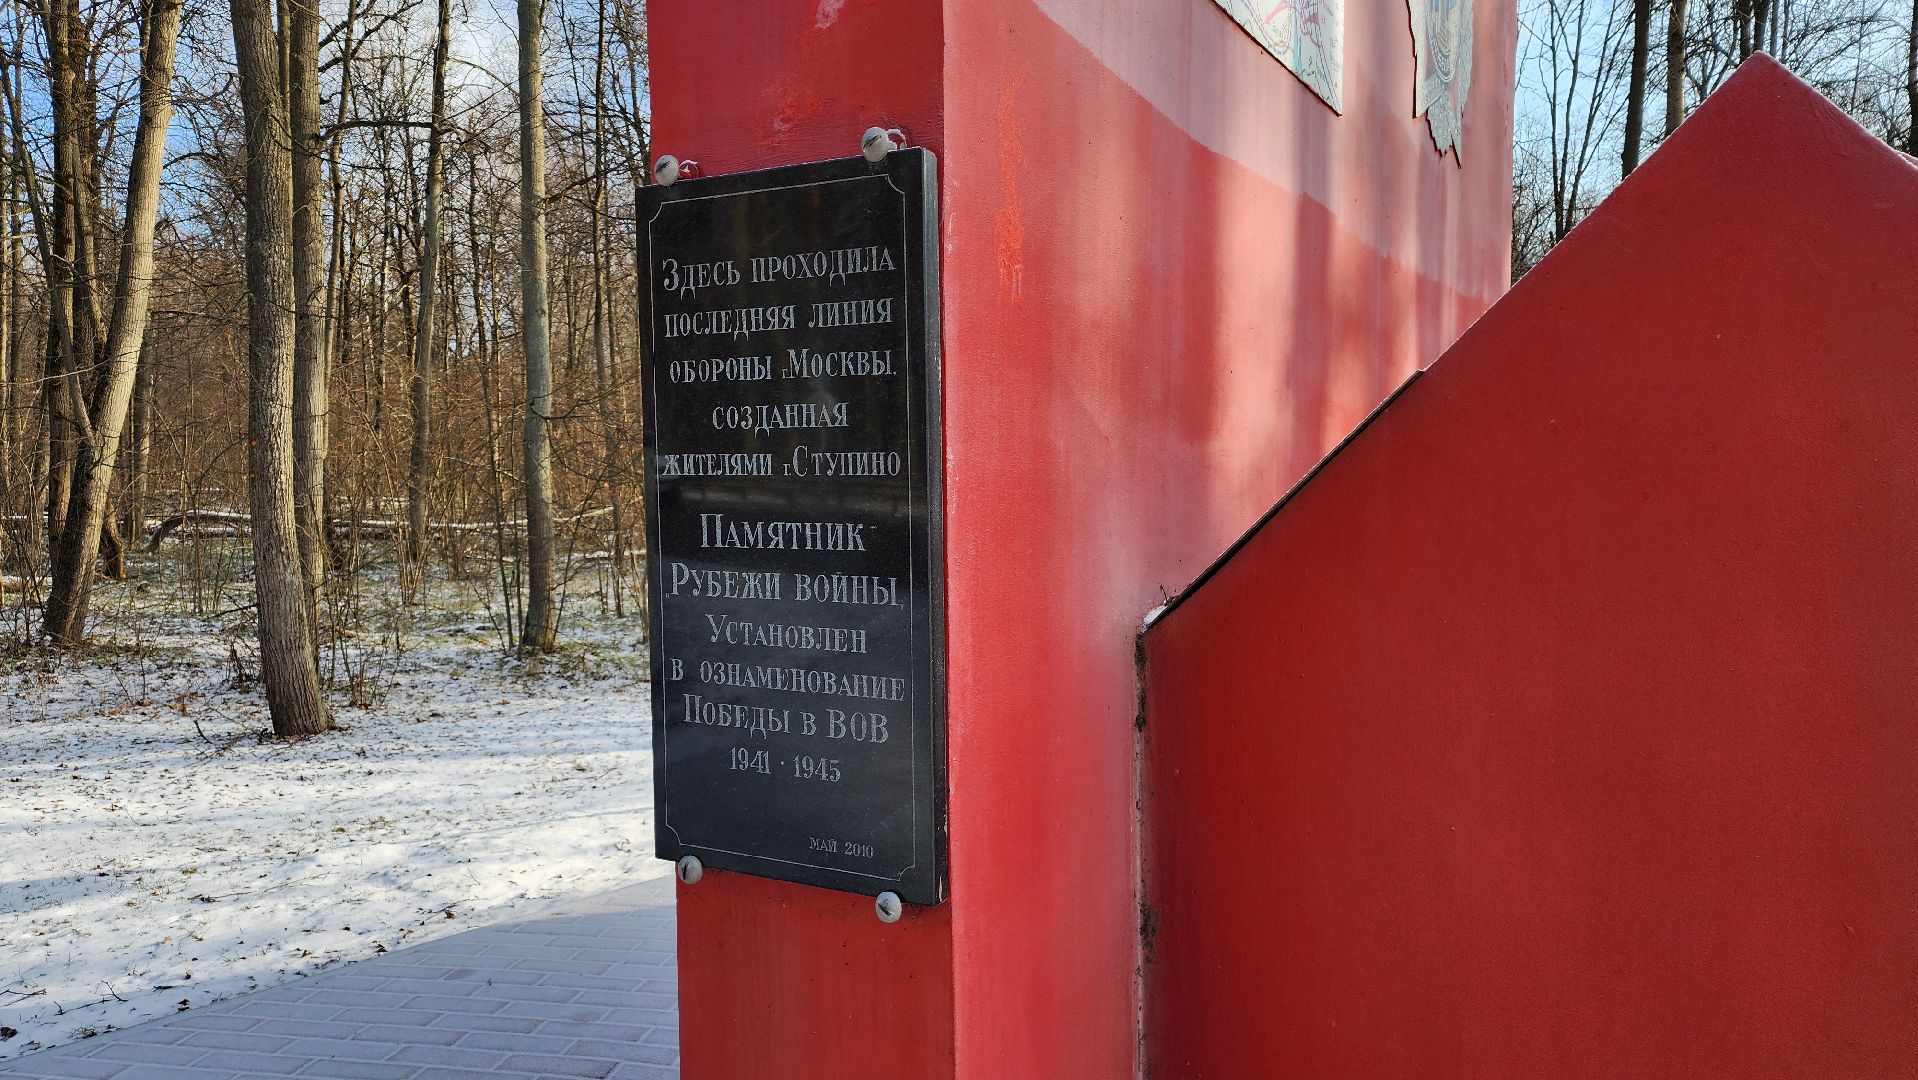 Здесь проходила
последняя линия
обороны г.Москвы,
созданная
жителями г.Ступино
Памятник
"Рубежи войны"
Установлен
в ознаменование
Победы в ВОВ
1941 · 1945
май 2010